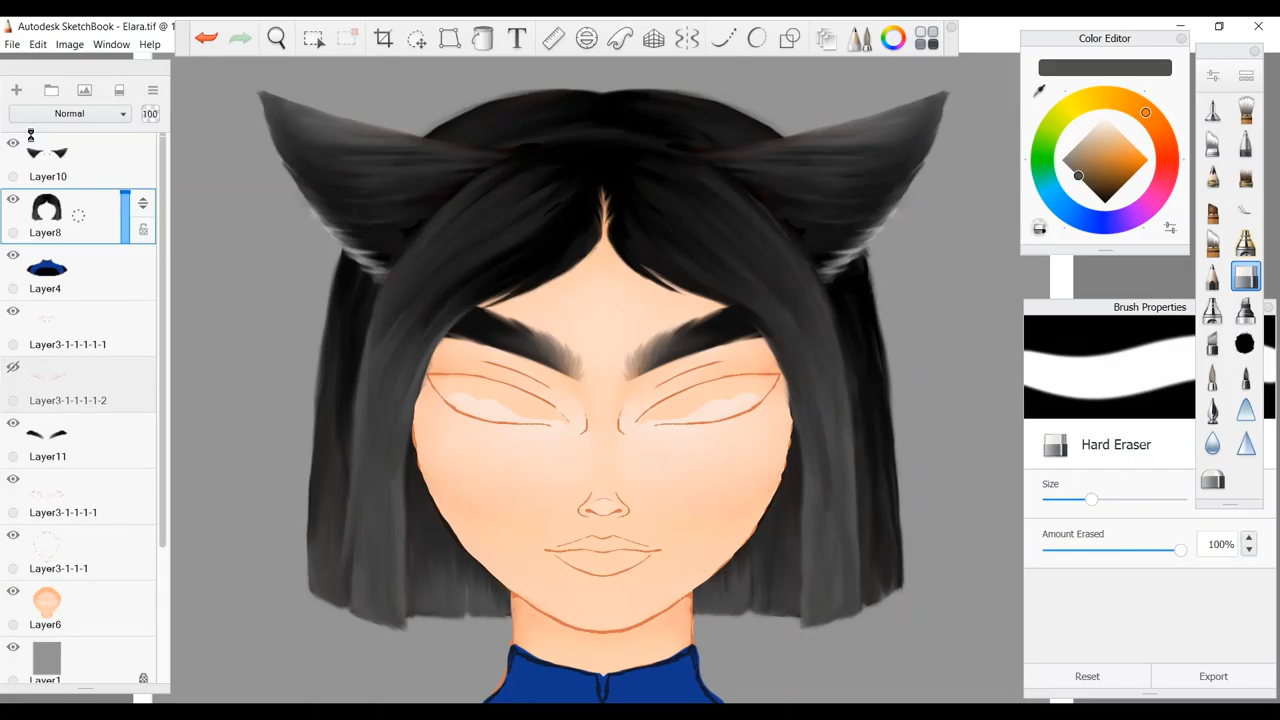 Autodesk SketchBook - Elara.tif @ 1
File Edit Image Window Help
T
Normal
100
Layer10
Layer8
Layer4
Layer3-1-1-1-1-1
Layer3-1-1-1-1-2
Layer11
Layer3-1-1-1-1
Layer3-1-1-1
Layer6
Layer1
Color Editor
Brush Properties
Hard Eraser
Size
Amount Erased
100%
Reset
Export